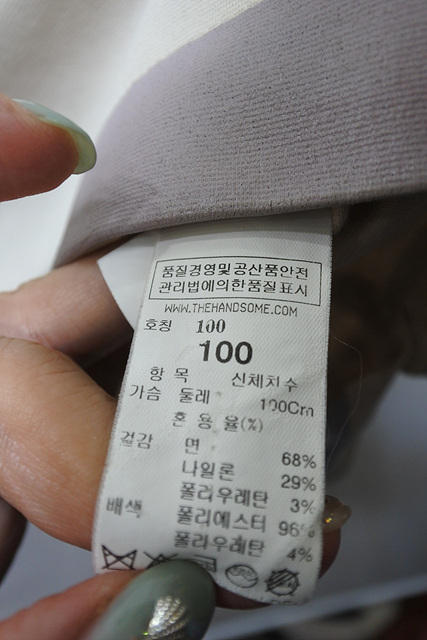 품질경영및공산품안전
관리법에의한품질표시
WWW.THEHANDSOME.COM
호칭 100
100
항 목 신체치수
가슴 둘레 100Cm
혼 용 율(%)
겉감 면 68%
나일론 29%
폴리우레탄 3%
배색 폴리에스터 96%
폴리우레탄 4%